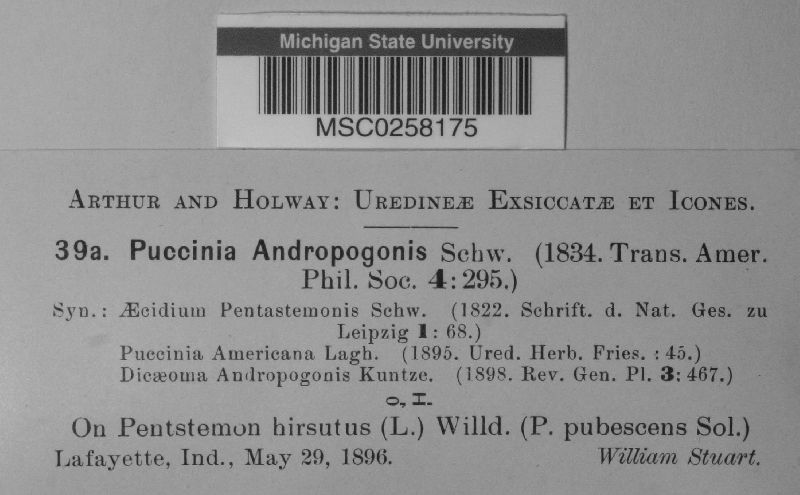 Michigan State University
MSC0258175
Arthur and Holway: Uredineæ Exsiccatæ et Icones.
39a. Puccinia Andropogonis Schw. (1834. Trans. Amer.
Phil. Soc. 4: 295.)
Syn.: Æcidium Pentastemonis Schw. (1822. Schrift. d. Nat. Ges. zu
Leipzig 1: 68.)
Puccinia Americana Lagh. (1895. Ured. Herb. Fries. : 45.)
Dicæoma Andropogonis Kuntze. (1898. Rev. Gen. Pl. 3: 467.)
O, I.
On Pentstemon hirsutus (L.) Willd. (P. pubescens Sol.)
Lafayette, Ind., May 29, 1896. William Stuart.